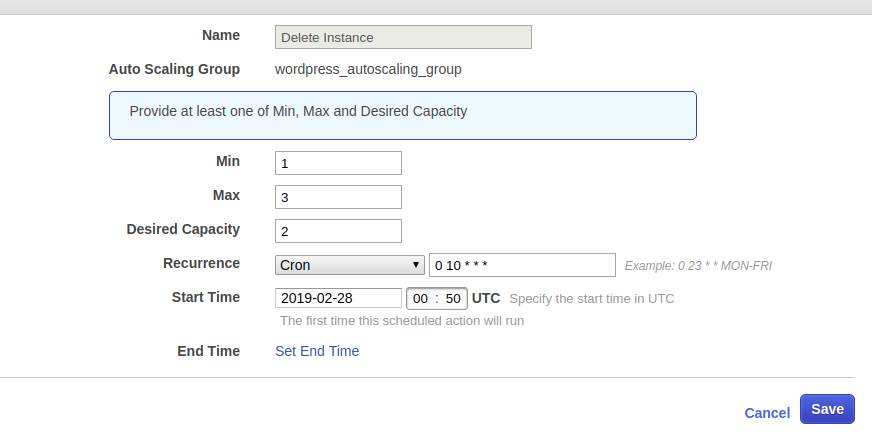 Name Delete Instance
Auto Scaling Group wordpress_autoscaling_group
Provide at least one of Min, Max and Desired Capacity
Min 1
Max 3
Desired Capacity 2
Recurrence Cron 0 10 * * * Example: 0 23 * * MON-FRI
Start Time 2019-02-28 00 : 50 UTC Specify the start time in UTC
The first time this scheduled action will run
End Time Set End Time
Cancel Save